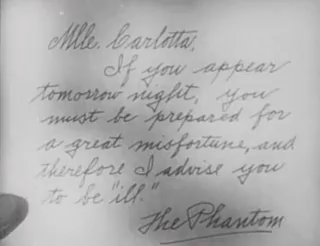 Mlle. Carlotta,
If you appear
tomorrow night, you
must be prepared for
a great misfortune, and
therefore I advise you
to be "ill."
The Phantom